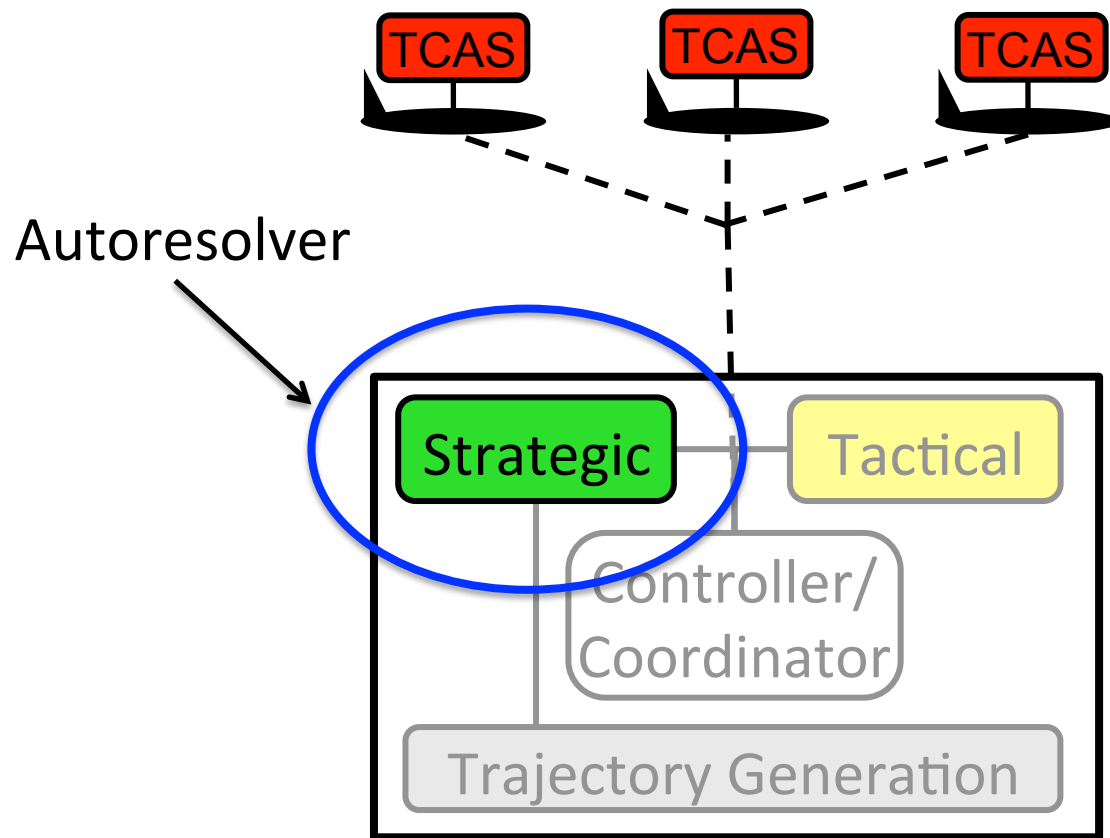 TCAS TCAS TCAS
Autoresolver
Strategic Tactical
Controller/
Coordinator
Trajectory Generation